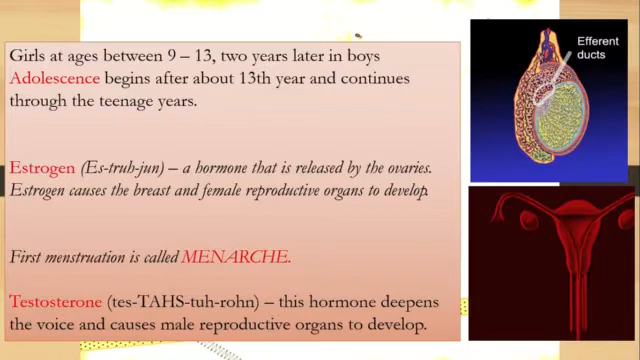 Girls at ages between 9 – 13, two years later in boys
Adolescence begins after about 13th year and continues
through the teenage years.
Estrogen (Es-truh-jun) – a hormone that is released by the ovaries.
Estrogen causes the breast and female reproductive organs to develop.
First menstruation is called MENARCHE.
Testosterone (tes-TAHS-tuh-rohn) – this hormone deepens
the voice and causes male reproductive organs to develop.
Efferent
ducts